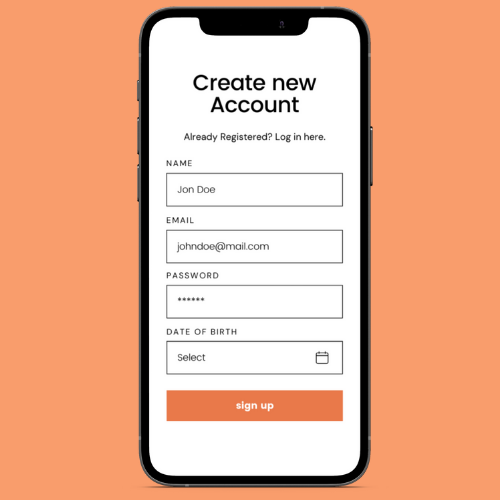 Create new
Account
Already Registered? Log in here.
NAME
Jon Doe
EMAIL
johndoe@mail.com
PASSWORD
******
DATE OF BIRTH
Select
sign up